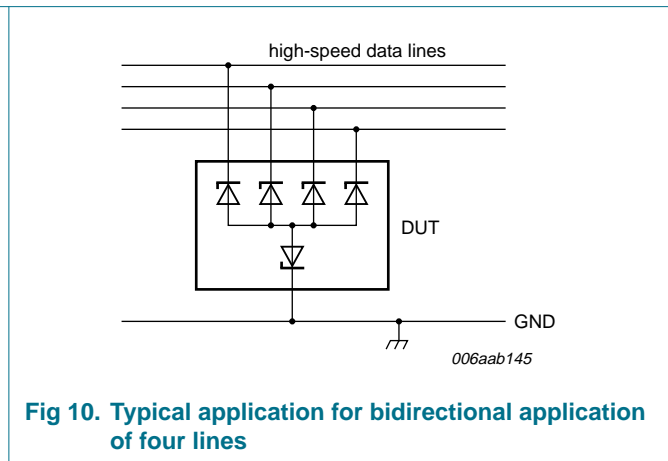 high-speed data lines
DUT
GND
006aab145
Fig 10. Typical application for bidirectional application
of four lines